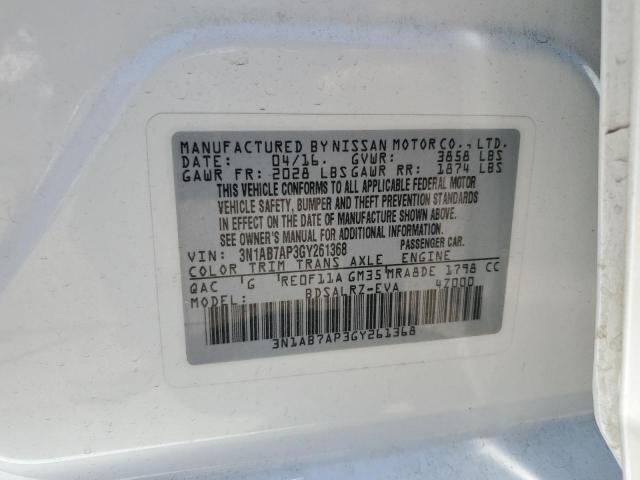 MANUFACTURED BY NISSAN MOTOR CO., LTD.
DATE: 04/16. GVWR: 3858 LBS
GAWR FR: 2028 LBS GAWR RR: 1874 LBS
THIS VEHICLE CONFORMS TO ALL APPLICABLE FEDERAL MOTOR
VEHICLE SAFETY, BUMPER AND THEFT PREVENTION STANDARDS
IN EFFECT ON THE DATE OF MANUFACTURE SHOWN ABOVE.
SEE OWNER'S MANUAL FOR ADDITIONAL INFORMATION.
VIN: 3N1AB7AP3GY261368 PASSENGER CAR.
COLOR TRIM TRANS AXLE ENGINE
QAC G RE0F11A GM35 MRA8DE 1798 CC
MODEL: BDSALRZ-EVA 47000
3N1AB7AP3GY261368